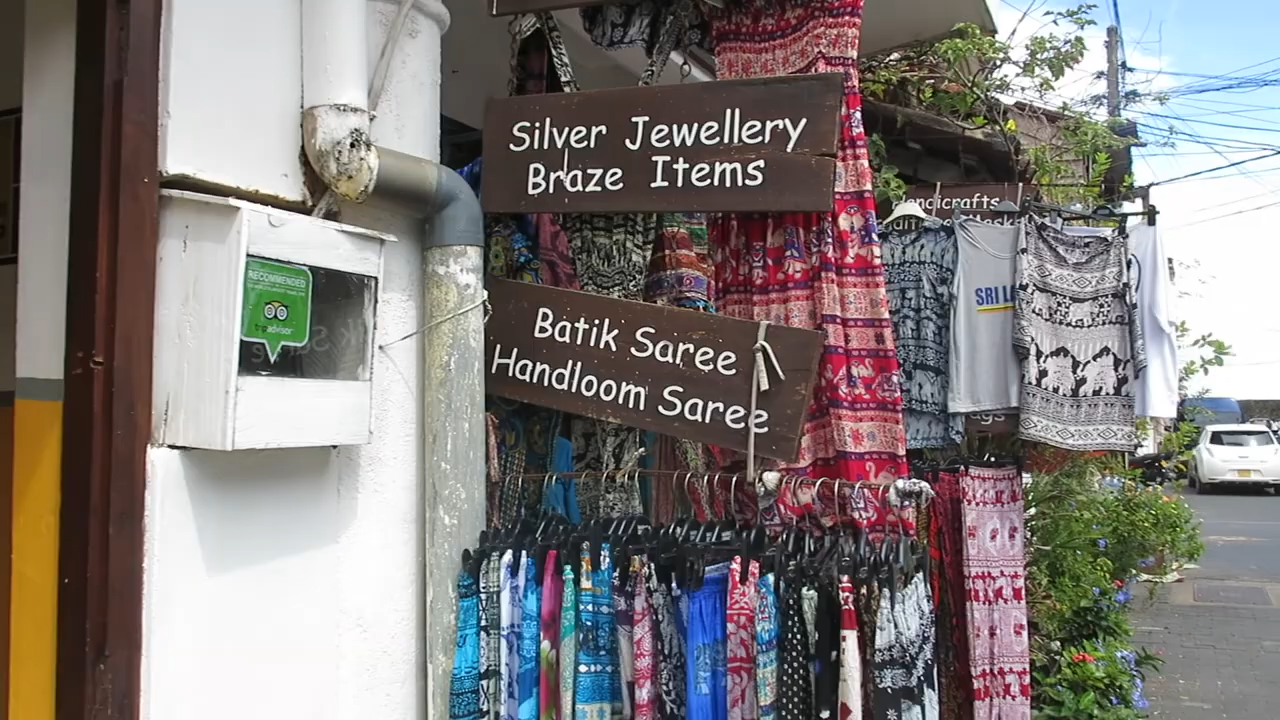 Silver Jewellery
Braze Items
Batik Saree
Handloom Saree
RECOMMENDED
tripadvisor
SRI L